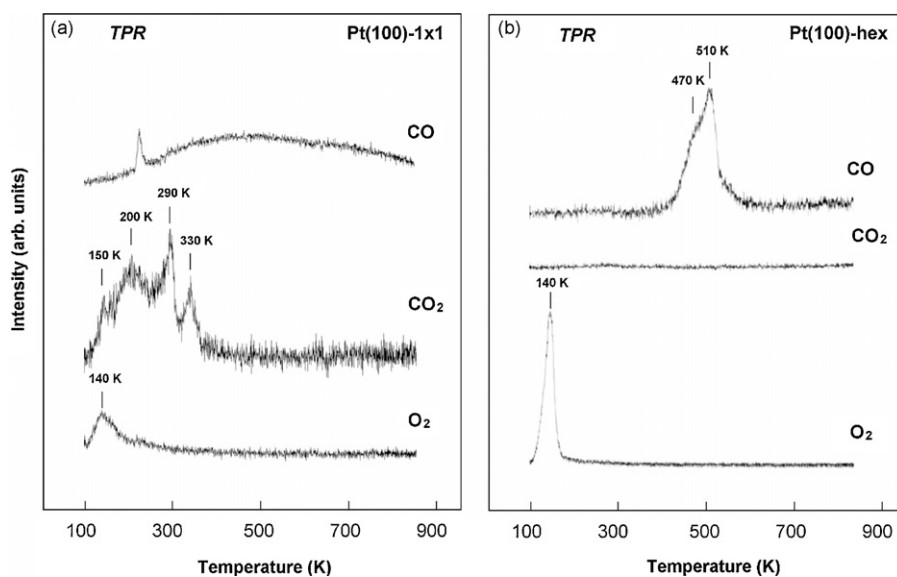 (a) TPR Pt(100)-1x1
CO
290 K
200 K
330 K
150 K
CO₂
140 K
O₂
Intensity (arb. units)
100 300 500 700 900
Temperature (K)
(b) TPR Pt(100)-hex
510 K
470 K
CO
CO₂
140 K
O₂
100 300 500 700 900
Temperature (K)